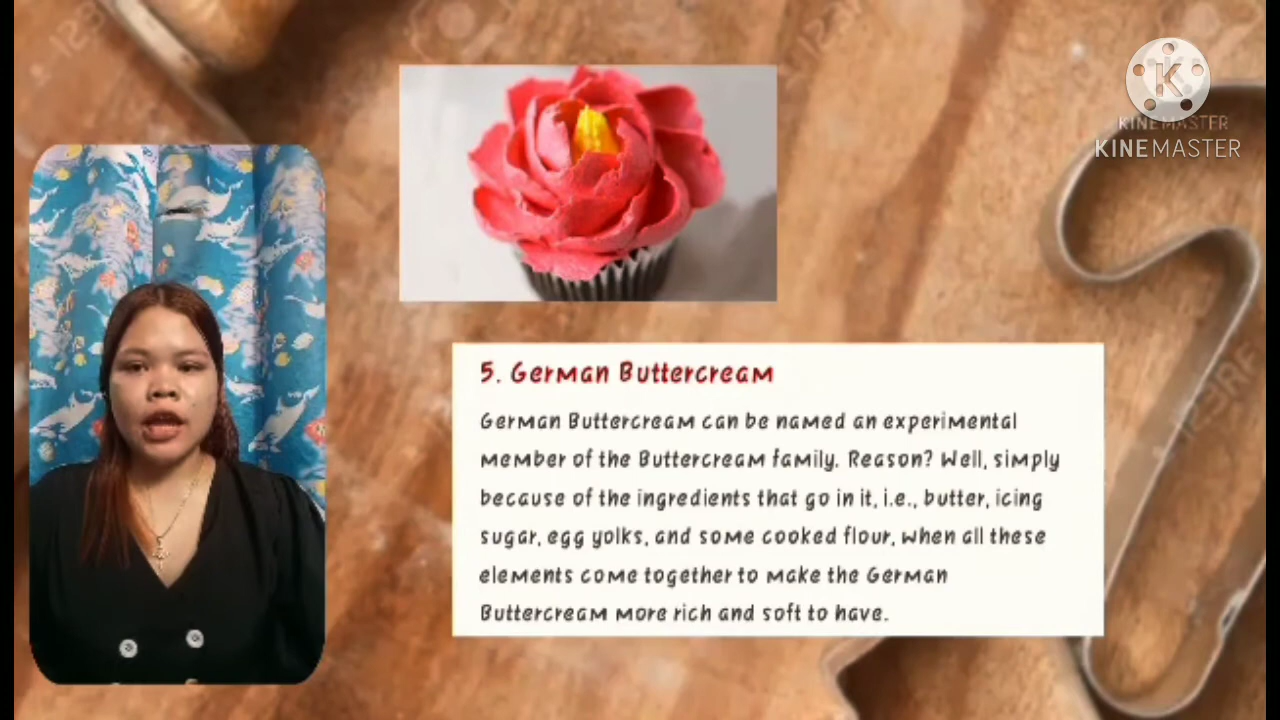 KINEMASTER
KINEMASTER
5. German Buttercream
German Buttercream can be named an experimental
member of the Buttercream family. Reason? Well, simply
because of the ingredients that go in it, i.e., butter, icing
sugar, egg yolks, and some cooked flour, when all these
elements come together to make the German
Buttercream more rich and soft to have.
123RF